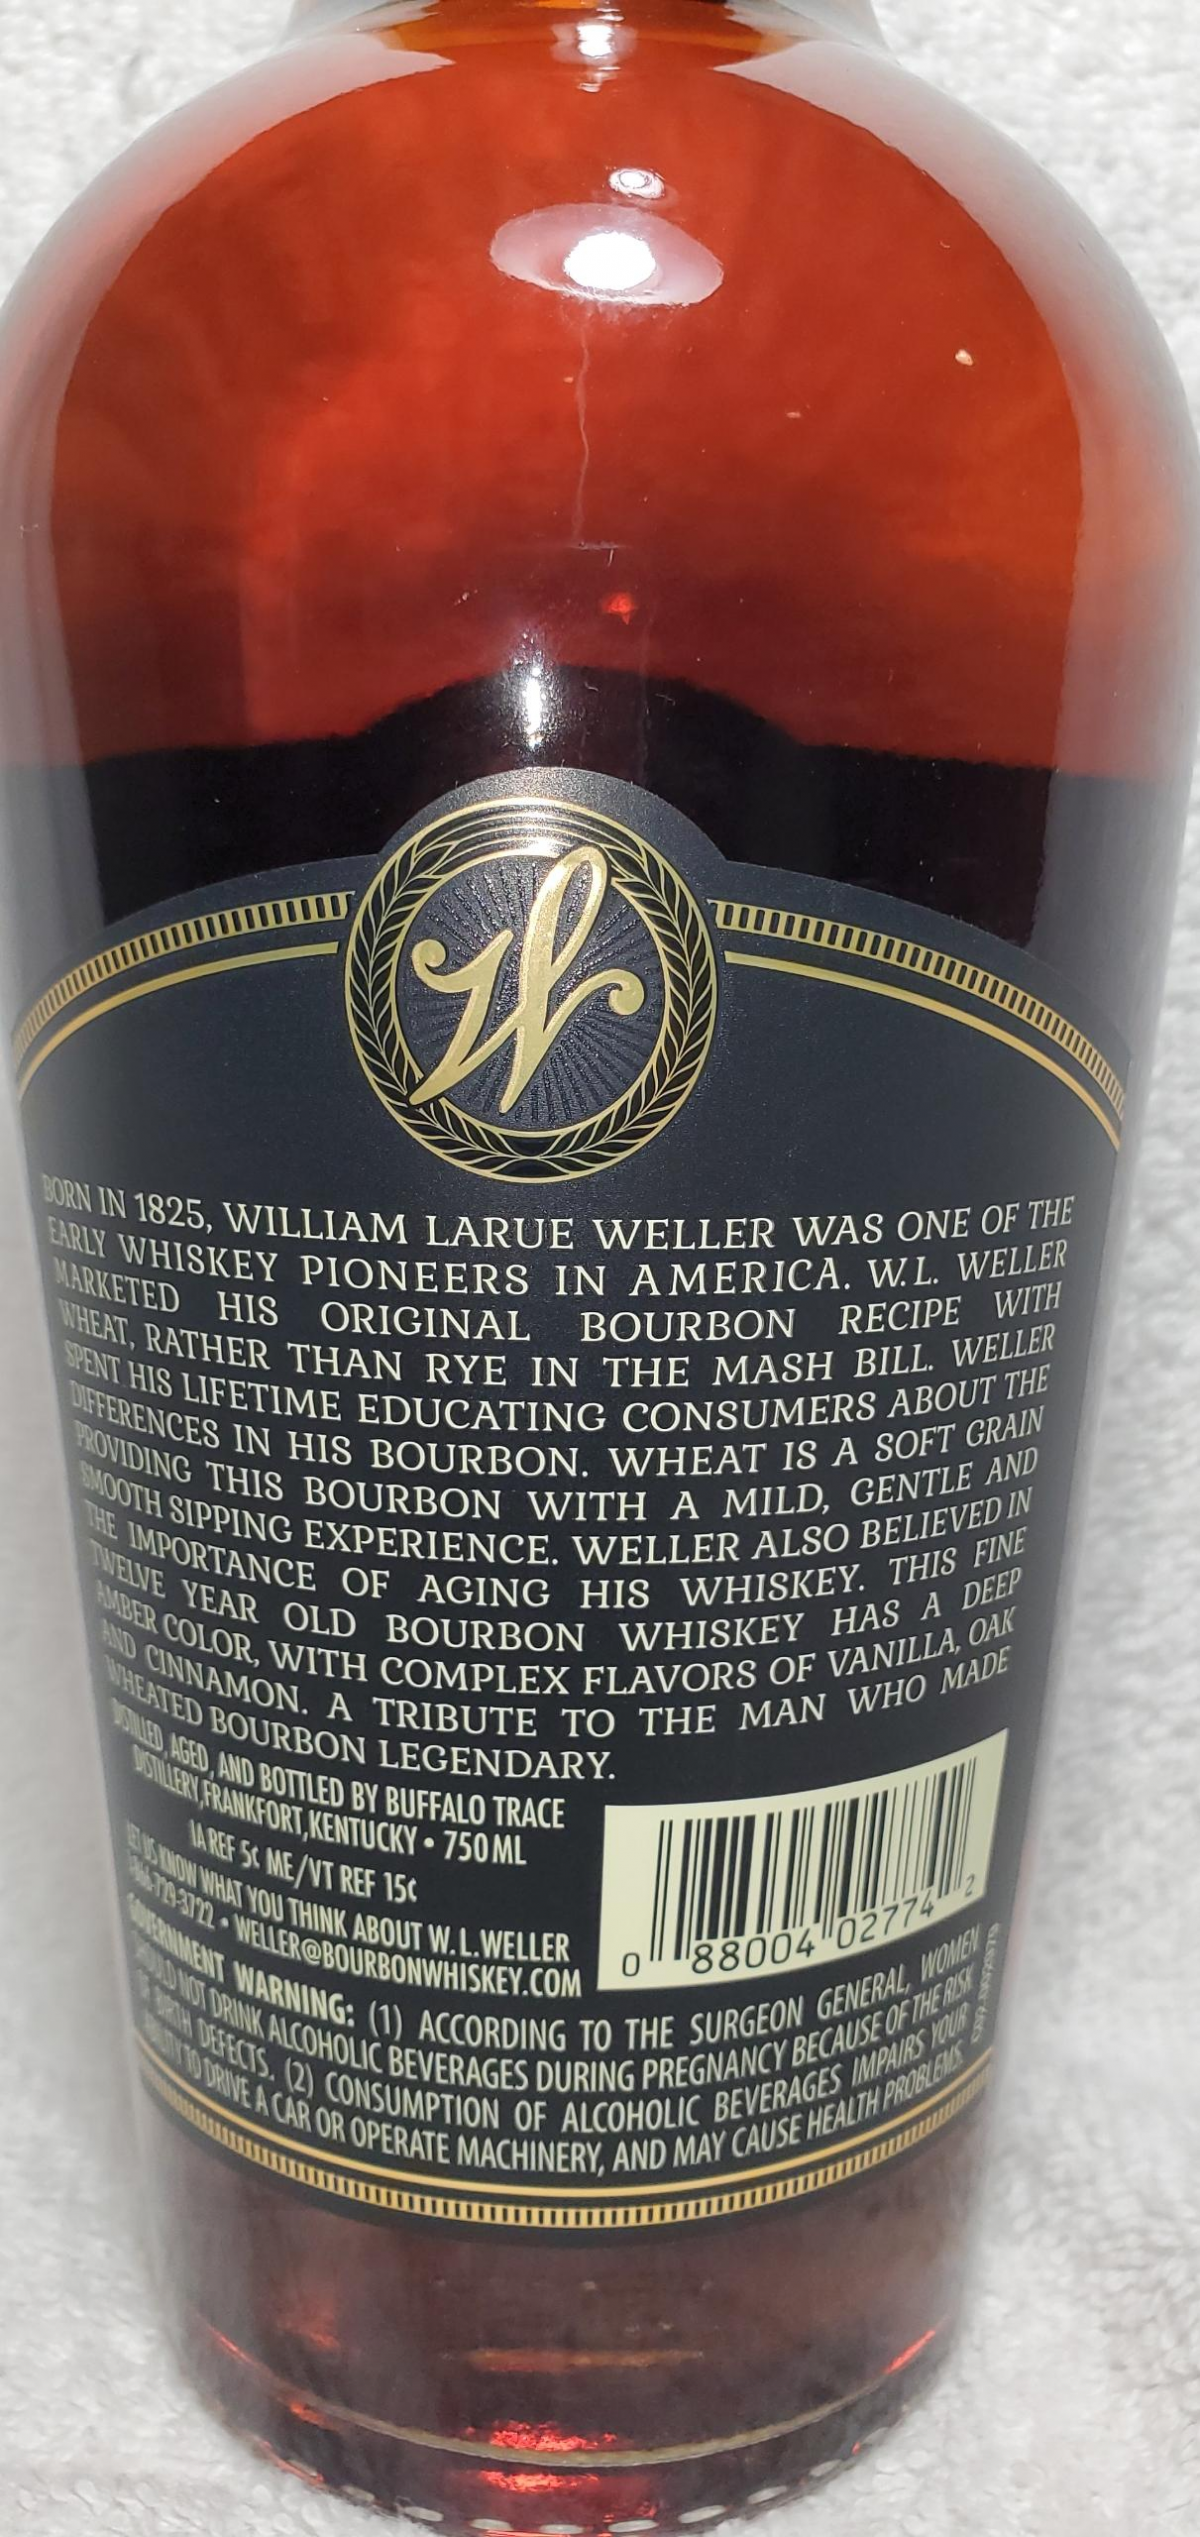 W
BORN IN 1825, WILLIAM LARUE WELLER WAS ONE OF THE
EARLY WHISKEY PIONEERS IN AMERICA. W.L. WELLER
MARKETED HIS ORIGINAL BOURBON RECIPE WITH
WHEAT, RATHER THAN RYE IN THE MASH BILL. WELLER
SPENT HIS LIFETIME EDUCATING CONSUMERS ABOUT THE
DIFFERENCES IN HIS BOURBON. WHEAT IS A SOFT GRAIN
PROVIDING THIS BOURBON WITH A MILD, GENTLE AND
SMOOTH SIPPING EXPERIENCE. WELLER ALSO BELIEVED IN
THE IMPORTANCE OF AGING HIS WHISKEY. THIS FINE
TWELVE YEAR OLD BOURBON WHISKEY HAS A DEEP
AMBER COLOR, WITH COMPLEX FLAVORS OF VANILLA, OAK
AND CINNAMON. A TRIBUTE TO THE MAN WHO MADE
WHEATED BOURBON LEGENDARY.
DISTILLED, AGED, AND BOTTLED BY BUFFALO TRACE
DISTILLERY, FRANKFORT, KENTUCKY • 750 ML
IA REF 5¢ ME/VT REF 15¢
LET US KNOW WHAT YOU THINK ABOUT W.L.WELLER
1-866-729-3722 • WELLER@BOURBONWHISKEY.COM
0 88004 02774 2
GOVERNMENT WARNING: (1) ACCORDING TO THE SURGEON GENERAL, WOMEN
SHOULD NOT DRINK ALCOHOLIC BEVERAGES DURING PREGNANCY BECAUSE OF THE RISK
OF BIRTH DEFECTS. (2) CONSUMPTION OF ALCOHOLIC BEVERAGES IMPAIRS YOUR
ABILITY TO DRIVE A CAR OR OPERATE MACHINERY, AND MAY CAUSE HEALTH PROBLEMS.